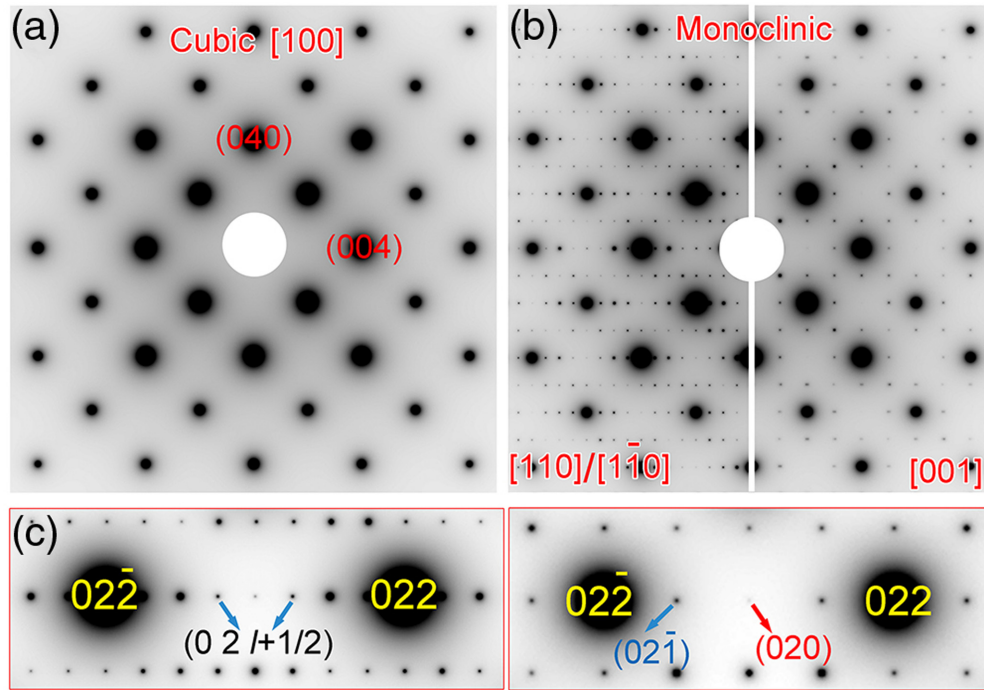 (a)
Cubic [100]
(040)
(004)
(b)
Monoclinic
[110]/[11̄0]
[001]
(c)
022̄
022
(0 2 l+1/2)
022̄
022
(021̄)
(020)